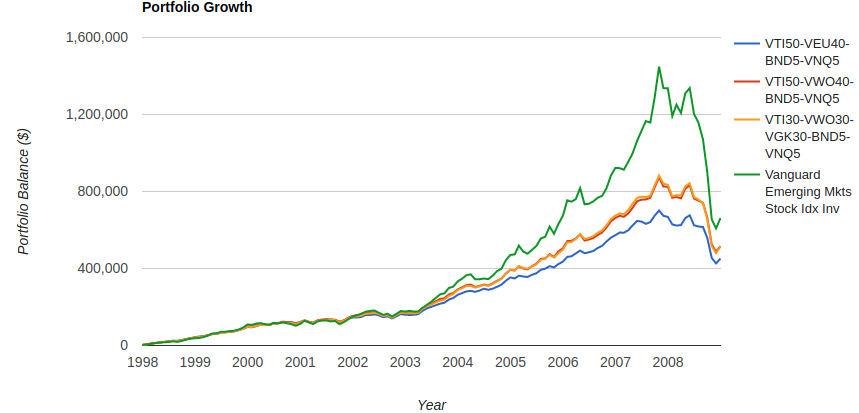 Portfolio Growth
1,600,000
1,200,000
800,000
400,000
0
Portfolio Balance ($)
1998 1999 2000 2001 2002 2003 2004 2005 2006 2007 2008
Year
VTI50-VEU40-
BND5-VNQ5
VTI50-VWO40-
BND5-VNQ5
VTI30-VWO30-
VGK30-BND5-
VNQ5
Vanguard
Emerging Mkts
Stock Idx Inv